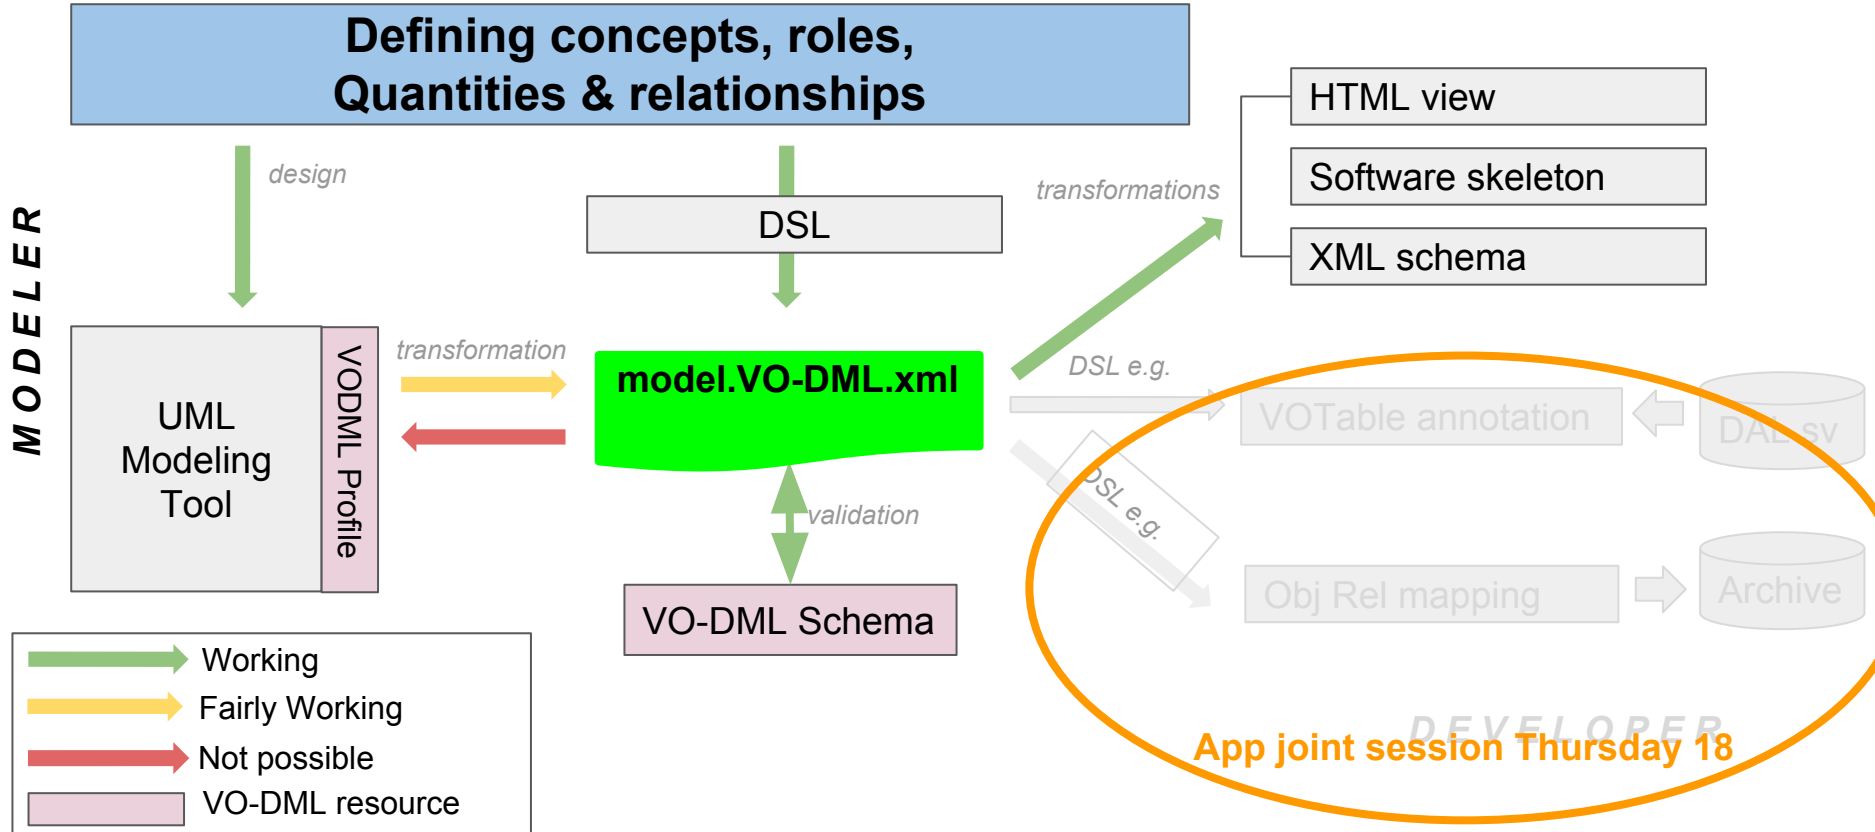 Defining concepts, roles,
Quantities & relationships
HTML view
Software skeleton
XML schema
design
transformations
DSL
MODELER
UML
Modeling
Tool
VODML Profile
transformation
model.VO-DML.xml
DSL e.g.
VOTable annotation
DAL sv
DSL e.g.
validation
Obj Rel mapping
Archive
VO-DML Schema
Working
Fairly Working
Not possible
VO-DML resource
DEVELOPER
App joint session Thursday 18